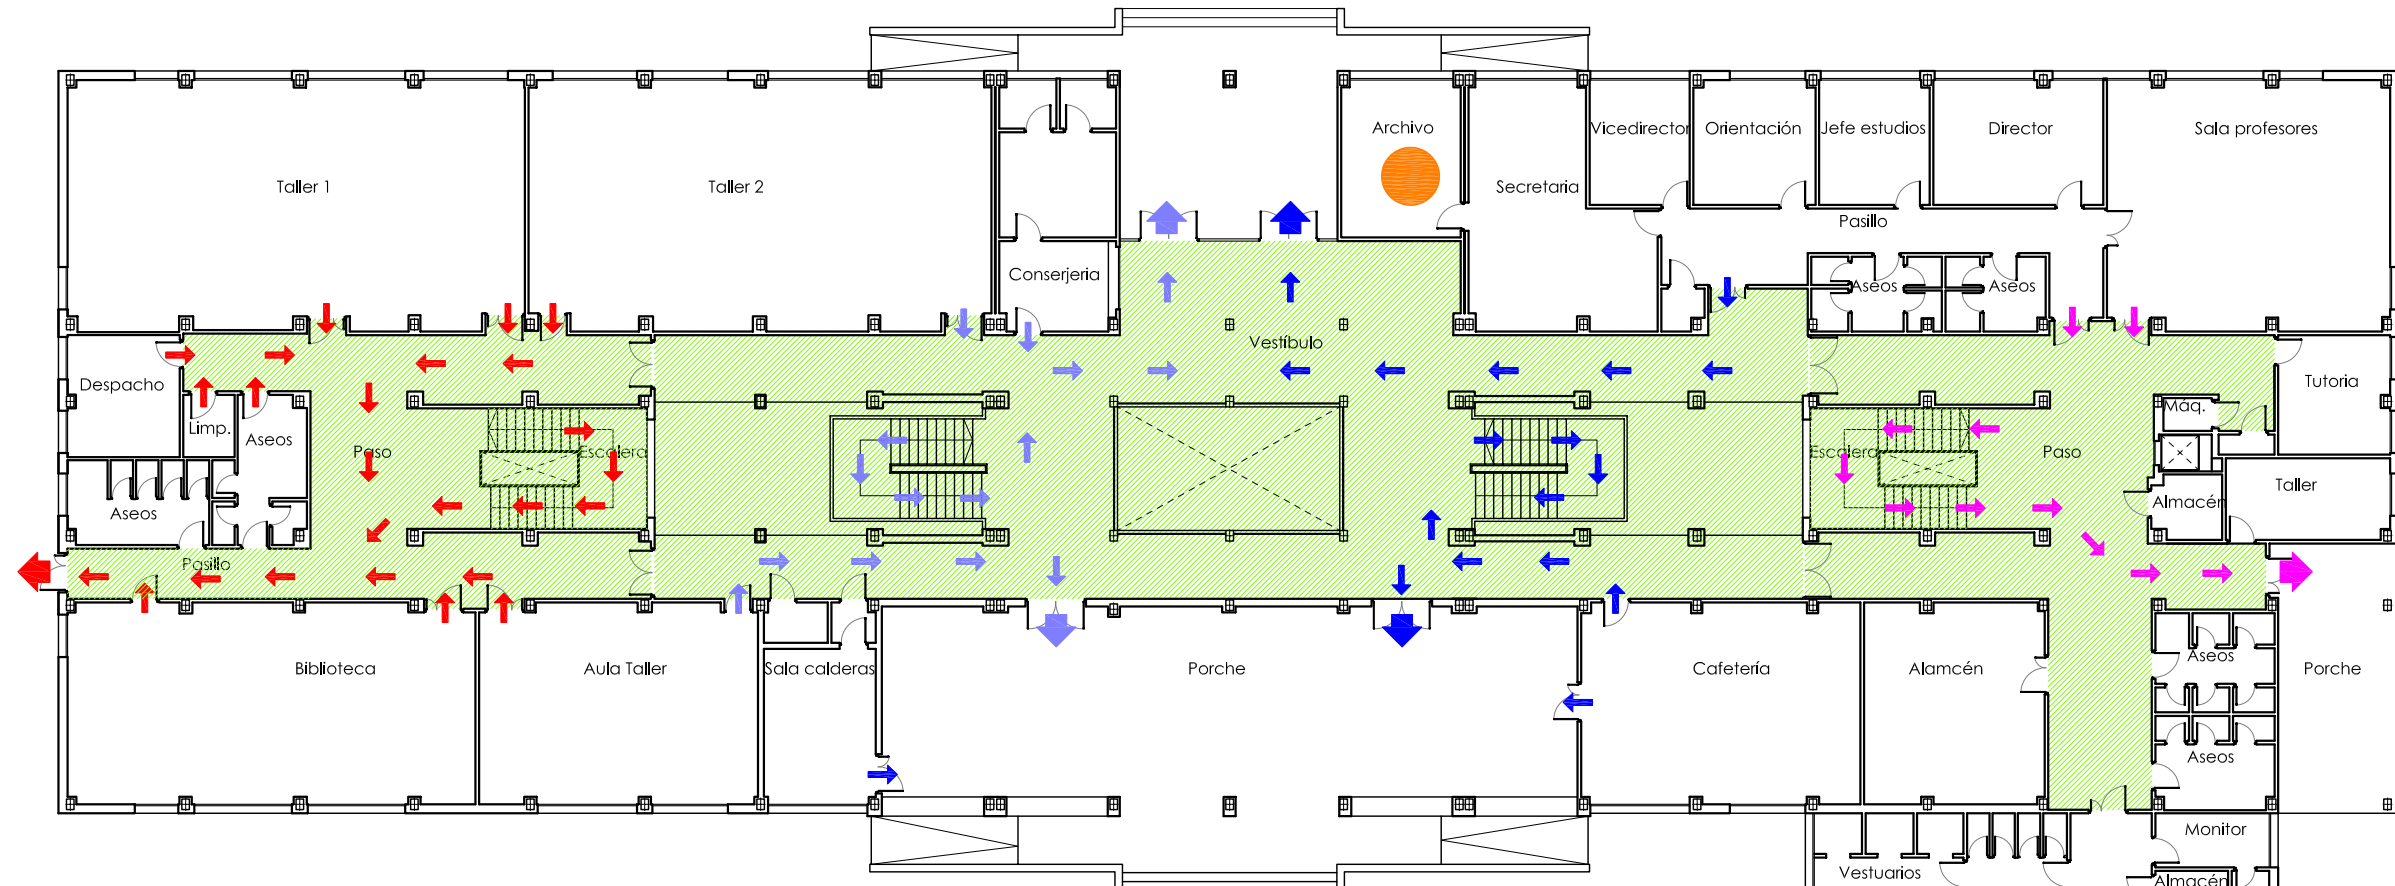 Archivo
Vicedirector
Orientación
Jefe estudios
Director
Sala profesores
Taller 1
Taller 2
Secretaria
Pasillo
Conserjeria
Aseos
Aseos
Vestíbulo
Despacho
Tutoria
Limp.
Aseos
Máq.
Paso
Escalera
Escalera
Paso
Aseos
Almacén
Taller
Pasillo
Biblioteca
Aula Taller
Sala calderas
Porche
Cafetería
Alamcén
Aseos
Porche
Aseos
Monitor
Vestuarios
Almacén